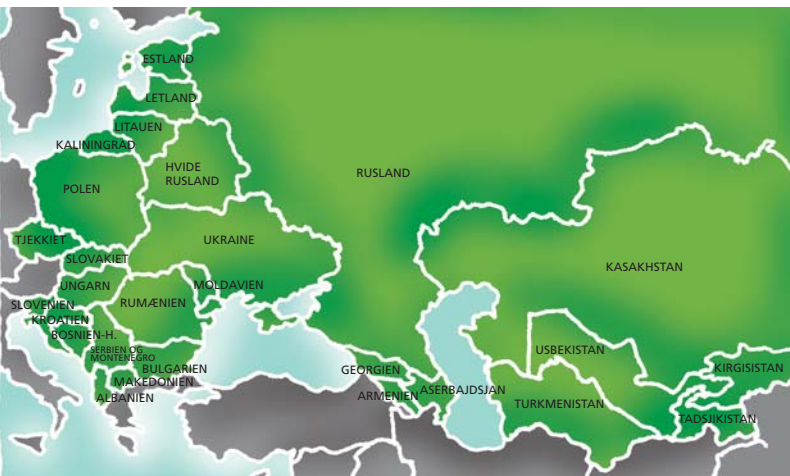 ESTLAND
LETLAND
LITAUEN
KALININGRAD
HVIDE
RUSLAND
RUSLAND
POLEN
TJEKKIET
UKRAINE
SLOVAKIET
KASAKHSTAN
UNGARN
MOLDAVIEN
SLOVENIEN
RUMÆNIEN
KROATIEN
BOSNIEN-H.
SERBIEN OG
MONTENEGRO
USBEKISTAN
BULGARIEN
GEORGIEN
KIRGISISTAN
MAKEDONIEN
ALBANIEN
ARMENIEN
ASERBAJDSJAN
TURKMENISTAN
TADSJIKISTAN